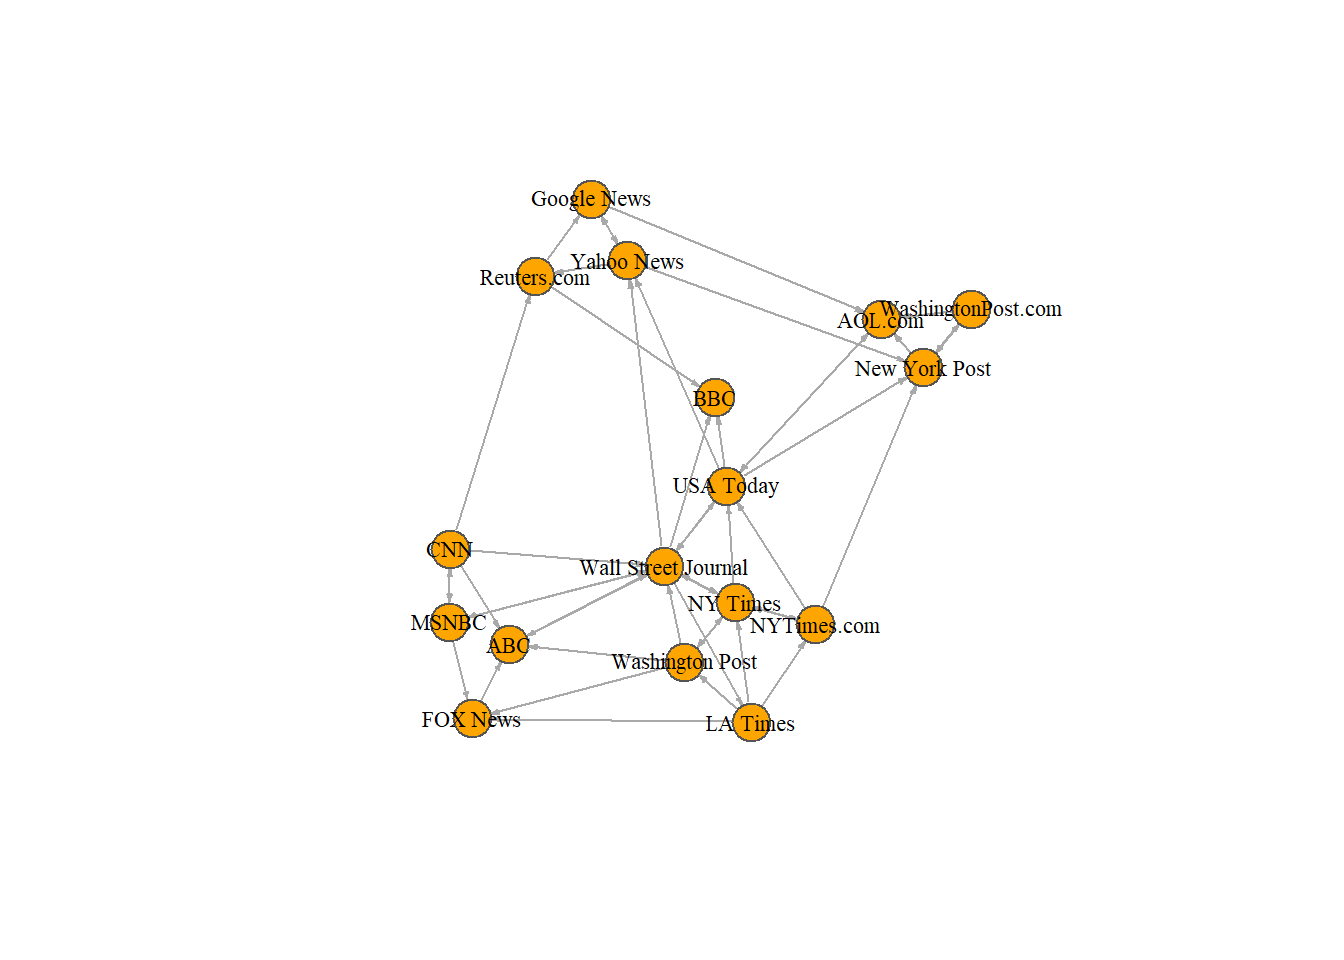 Google News
Yahoo News
Reuters.com
WashingtonPost.com
AOL.com
New York Post
BBC
USA Today
CNN
Wall Street Journal
NY Times
MSNBC
NYTimes.com
ABC
Washington Post
FOX News
LA Times